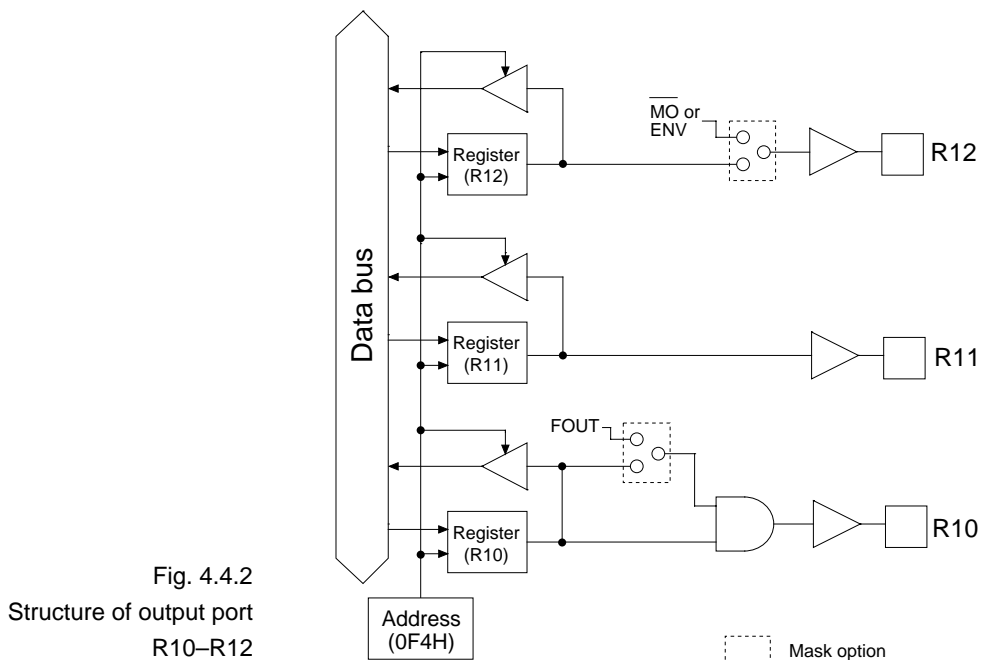 M̅O̅ or
ENV
R12
Register
(R12)
Data bus
Register
(R11)
R11
FOUT
Register
(R10)
R10
Fig. 4.4.2
Structure of output port
R10–R12
Address
(0F4H)
Mask option